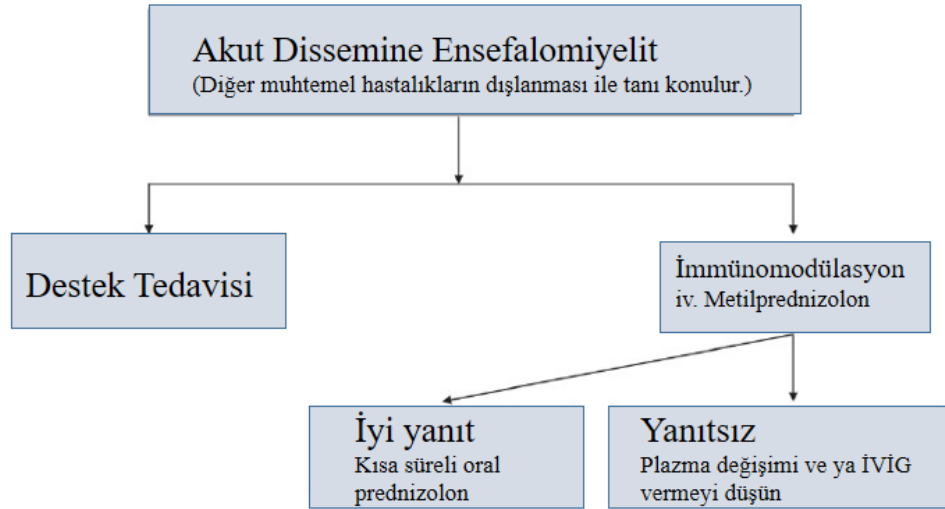 Akut Dissemine Ensefalomiyelit
(Diğer muhtemel hastalıkların dışlanması ile tanı konulur.)
Destek Tedavisi
İmmünomodülasyon
iv. Metilprednizolon
İyi yanıt
Kısa süreli oral
prednizolon
Yanıtsız
Plazma değişimi ve ya İVİG
vermeyi düşün